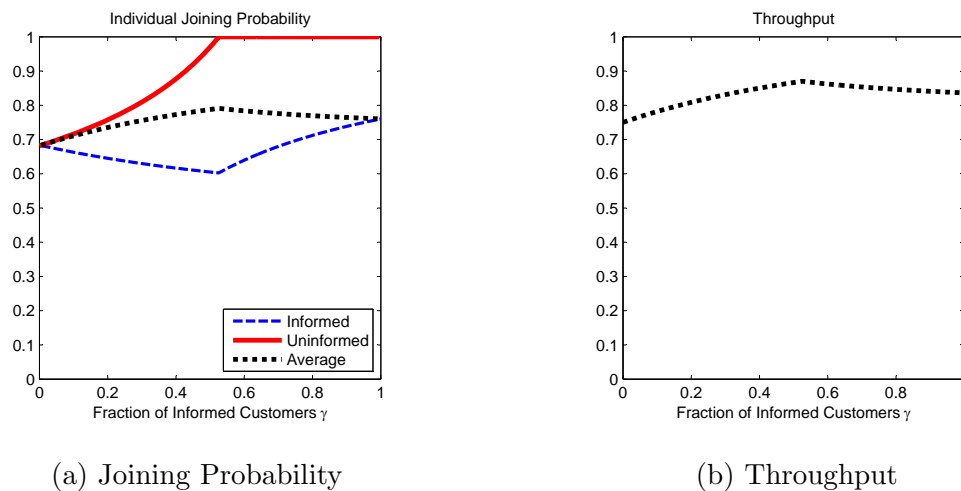 Individual Joining Probability
1
0.9
0.8
0.7
0.6
0.5
0.4
0.3
0.2
0.1
0
0 0.2 0.4 0.6 0.8 1
Informed
Uninformed
Average
Fraction of Informed Customers γ
(a) Joining Probability
Throughput
1
0.9
0.8
0.7
0.6
0.5
0.4
0.3
0.2
0.1
0
0 0.2 0.4 0.6 0.8
Fraction of Informed Customers γ
(b) Throughput